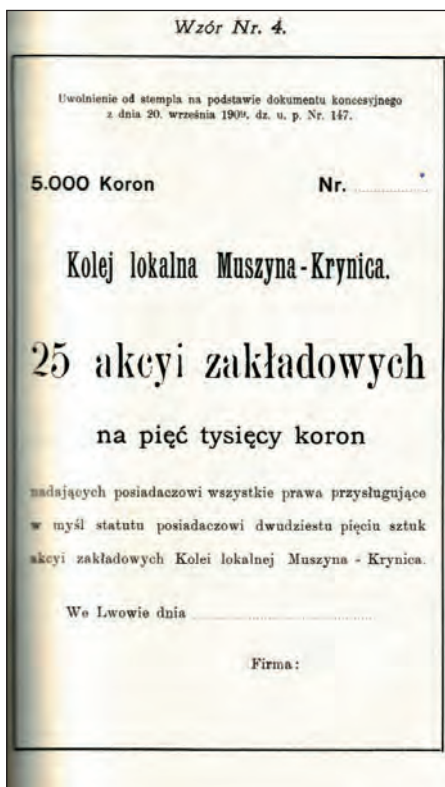 Wzór Nr. 4.
Uwolnienie od stempla na podstawie dokumentu koncesyjnego
z dnia 20. września 1909. dz. u. p. Nr. 147.
5.000 Koron Nr.
Kolej lokalna Muszyna-Krynica.
25 akcyi zakładowych
na pięć tysięcy koron
nadających posiadaczowi wszystkie prawa przysługujące
w myśl statutu posiadaczowi dwudziestu pięciu sztuk
akcyi zakładowych Kolei lokalnej Muszyna - Krynica.
We Lwowie dnia
Firma: